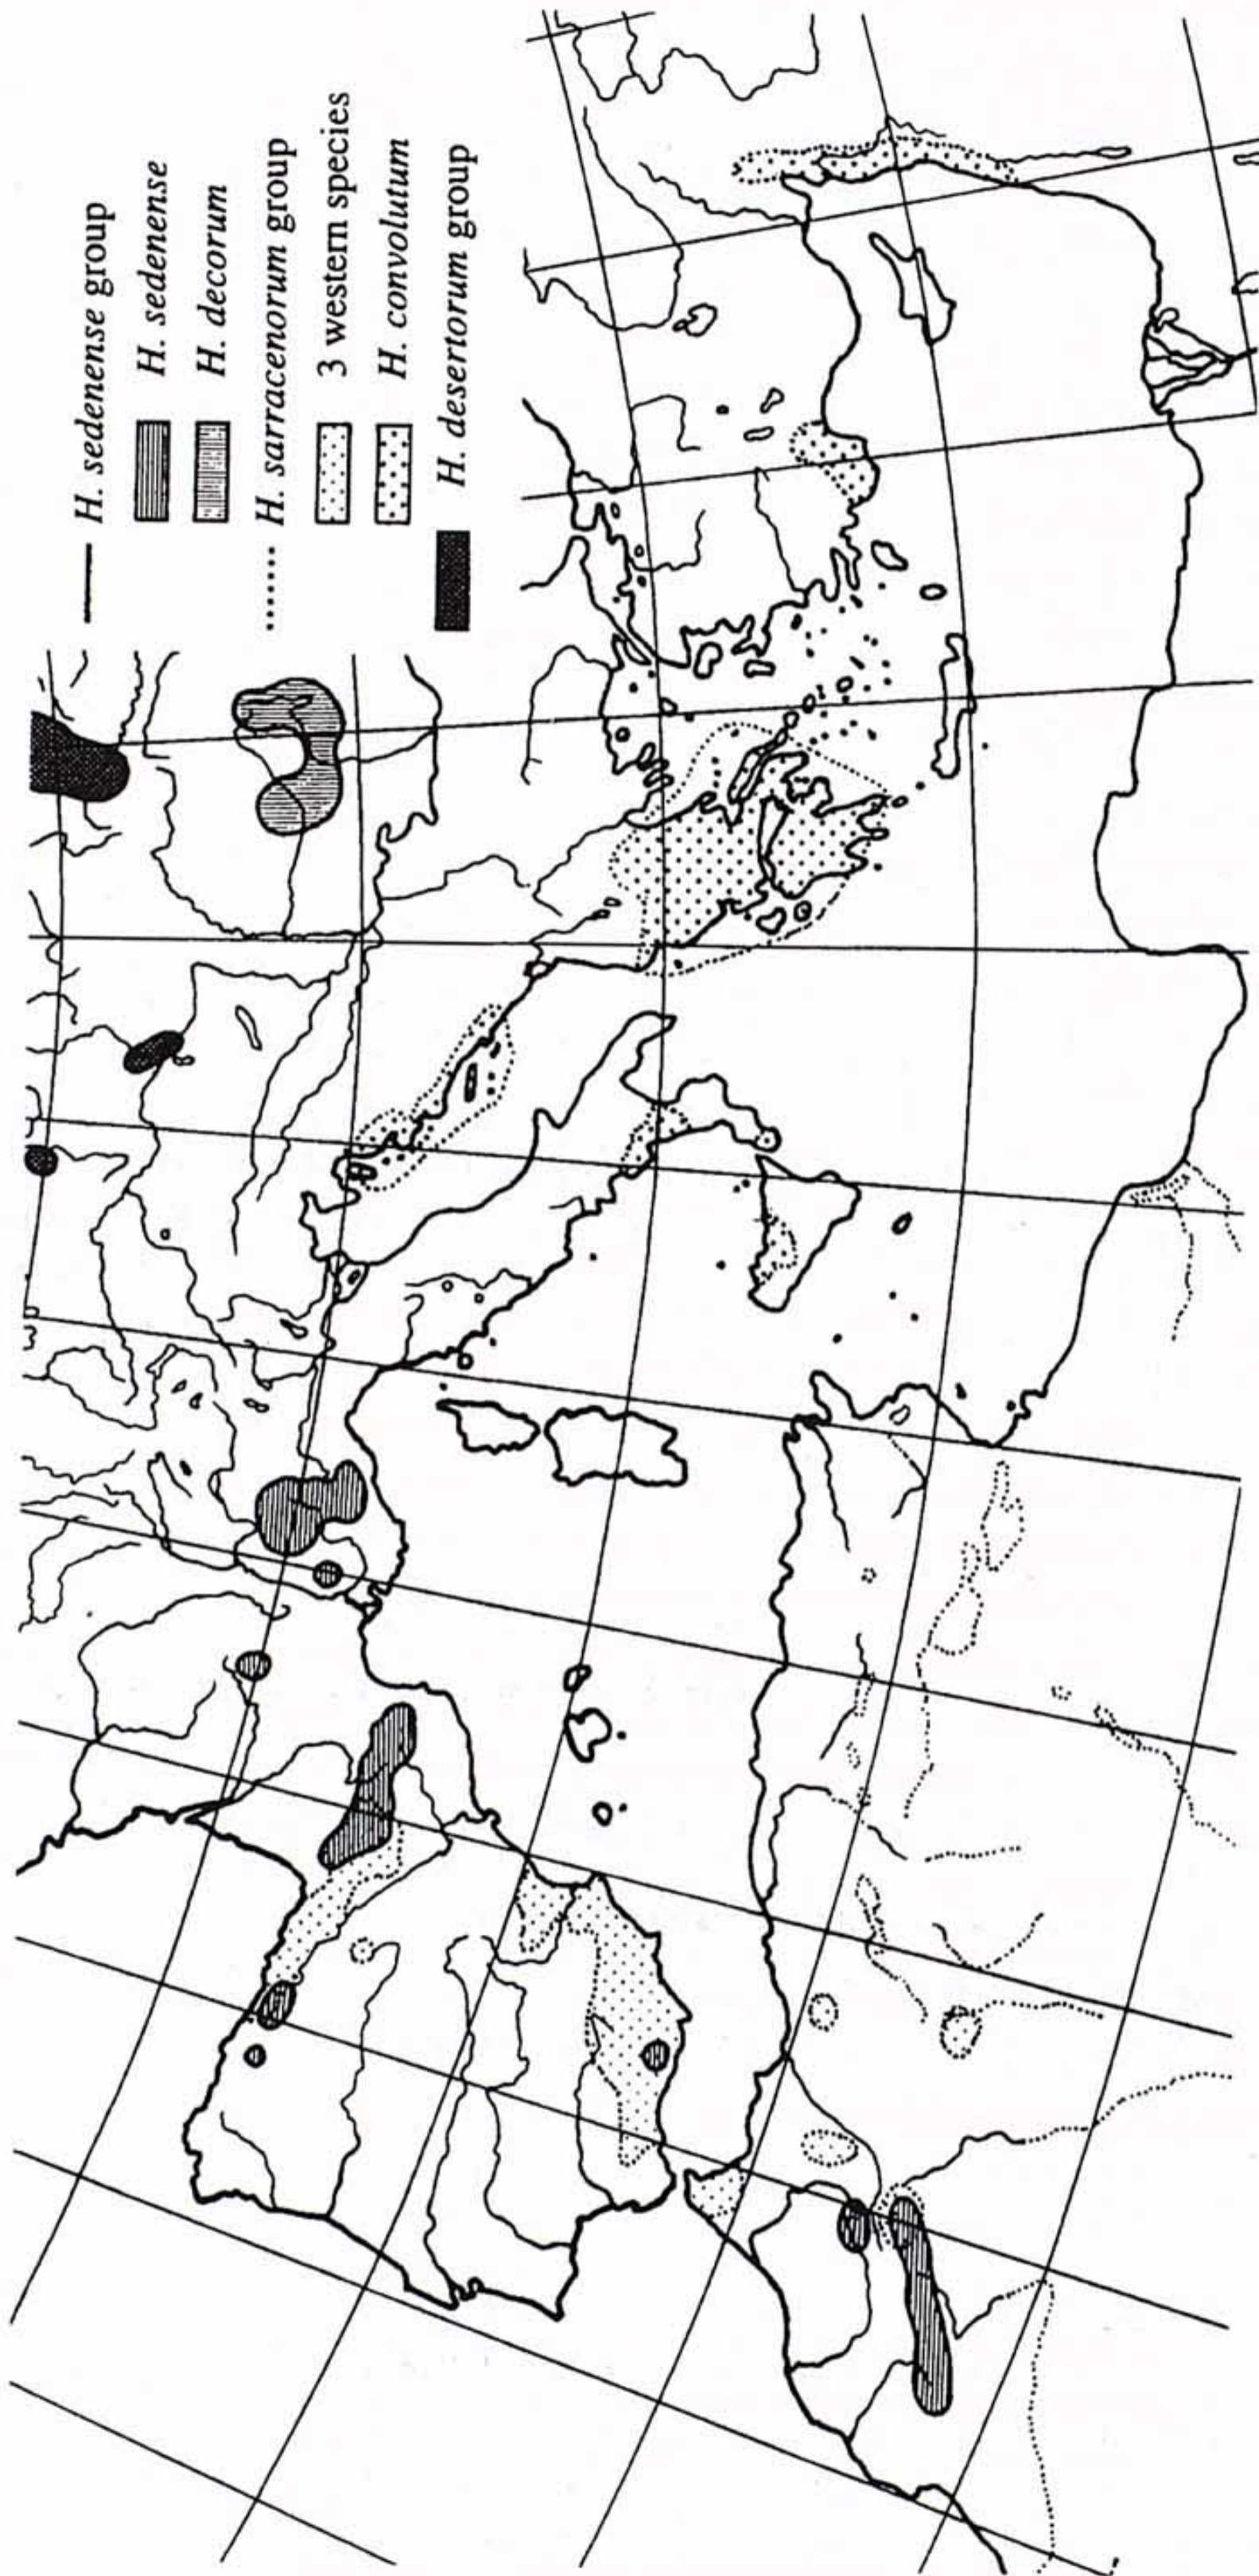 H. sedenense group
H. sedenense
H. decorum
H. sarracenorum group
3 western species
H. convolutum
H. desertorum group